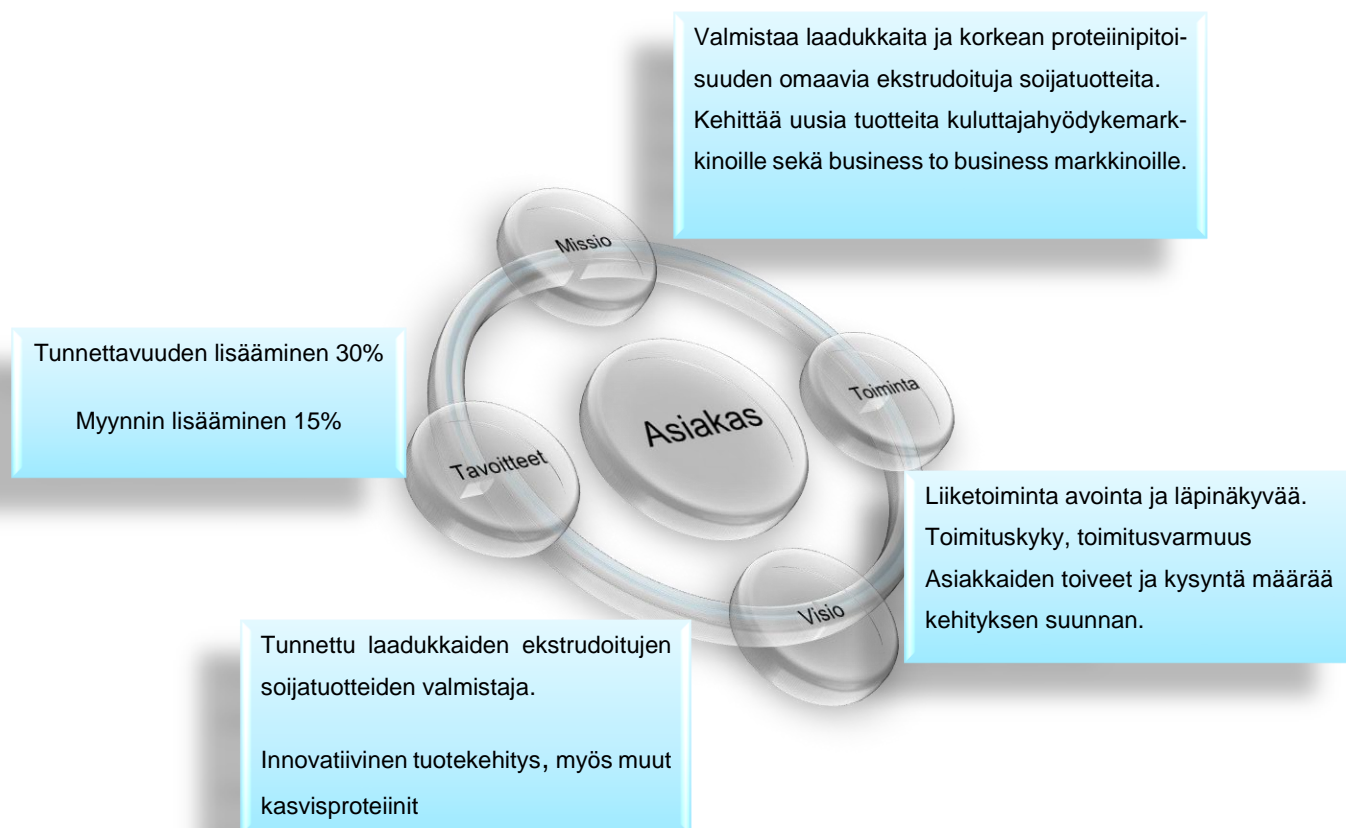 Valmistaa laadukkaita ja korkean proteiinipitoi-
suuden omaavia ekstrudoituja soijatuotteita.
Kehittää uusia tuotteita kuluttajahyödykemark-
kinoille sekä business to business markkinoille.
Missio
Tunnettavuuden lisääminen 30%
Myynnin lisääminen 15%
Toiminta
Asiakas
Tavoitteet
Liiketoiminta avointa ja läpinäkyvää.
Toimituskyky, toimitusvarmuus
Asiakkaiden toiveet ja kysyntä määrää
kehityksen suunnan.
Visio
Tunnettu laadukkaiden ekstrudoitujen
soijatuotteiden valmistaja.
Innovatiivinen tuotekehitys, myös muut
kasvisproteiinit